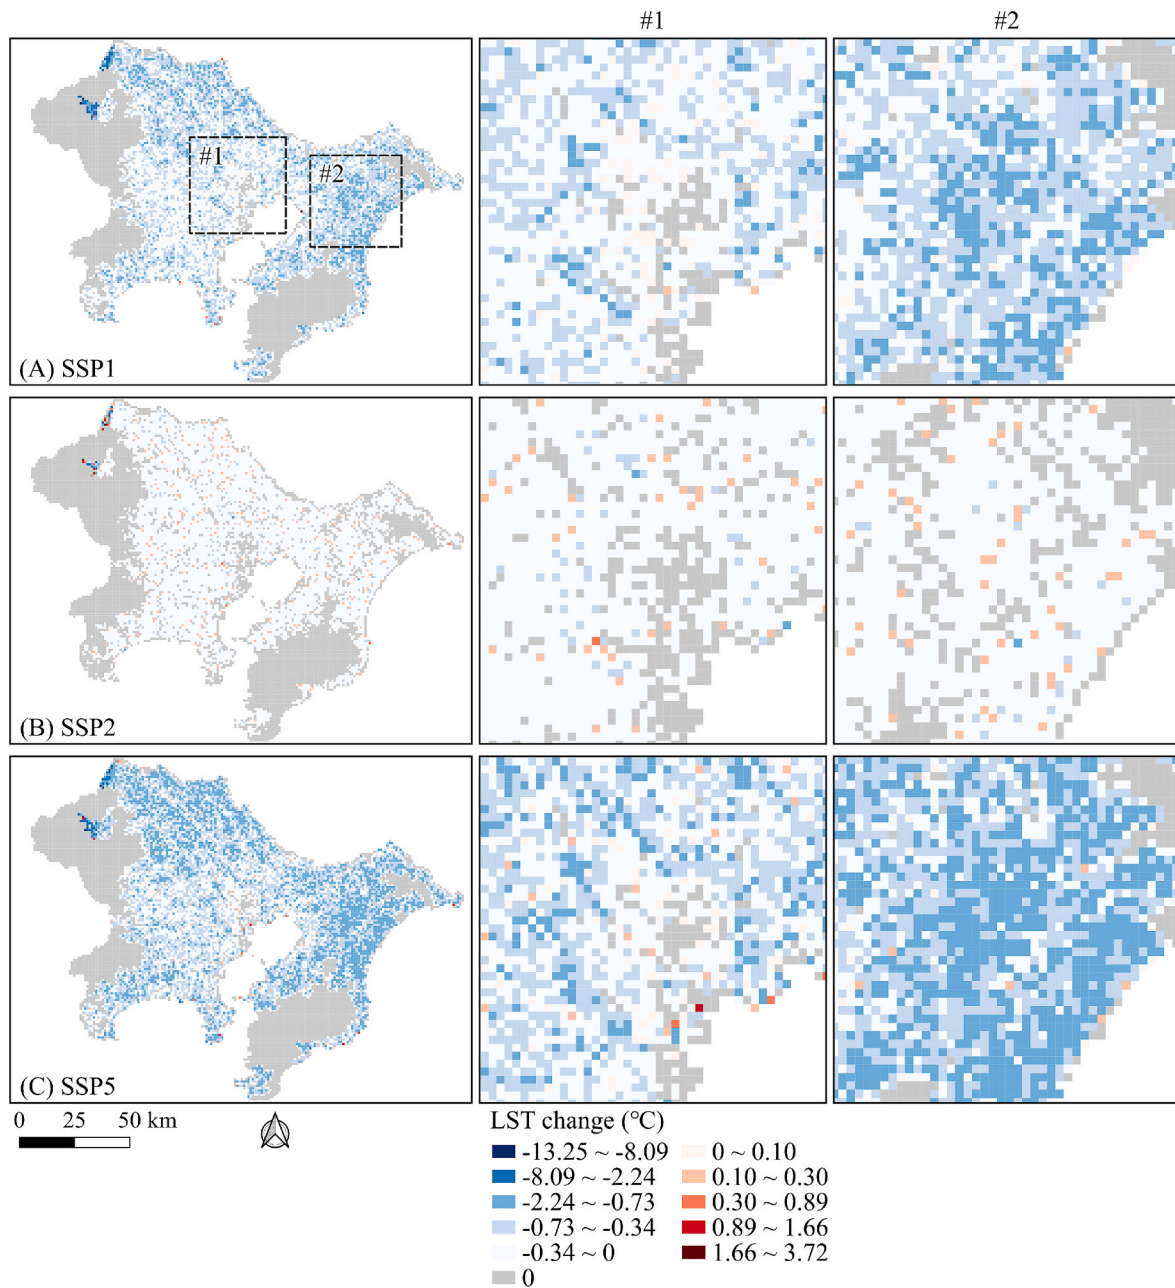 #1
#2
#1
#2
(A) SSP1
(B) SSP2
(C) SSP5
0 25 50 km
LST change (°C)
-13.25 ~ -8.09
-8.09 ~ -2.24
-2.24 ~ -0.73
-0.73 ~ -0.34
-0.34 ~ 0
0
0 ~ 0.10
0.10 ~ 0.30
0.30 ~ 0.89
0.89 ~ 1.66
1.66 ~ 3.72